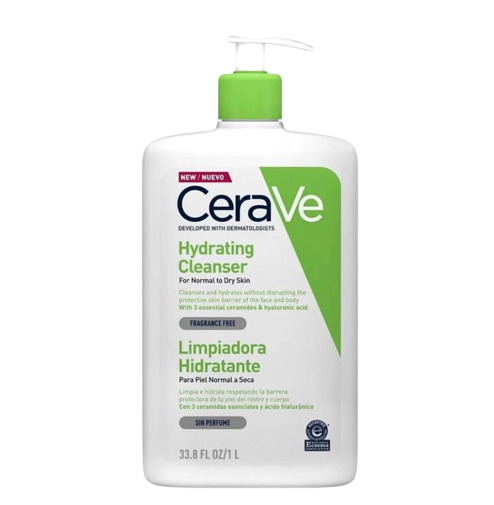 NEW / NUEVO
CeraVe
DEVELOPED WITH DERMATOLOGISTS
Hydrating
Cleanser
For Normal to Dry Skin
Cleanses and hydrates without disrupting the
protective skin barrier of the face and body
With 3 essential ceramides & hyaluronic acid
FRAGRANCE FREE
Limpiadora
Hidratante
Para Piel Normal a Seca
Limpia e hidrata respetando la barrera
protectora de la piel del rostro y cuerpo
Con 3 ceramidas esenciales y ácido hialurónico
SIN PERFUME
Eczema
33.8 FL OZ/1 L